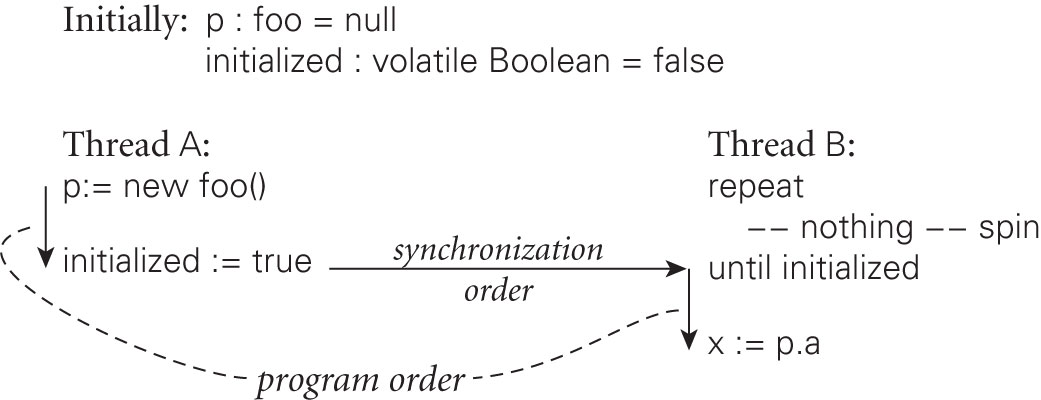 Initially: p : foo = null
initialized : volatile Boolean = false
Thread A:
p:= new foo()
initialized := true
synchronization
order
Thread B:
repeat
−− nothing −− spin
until initialized
x := p.a
program order